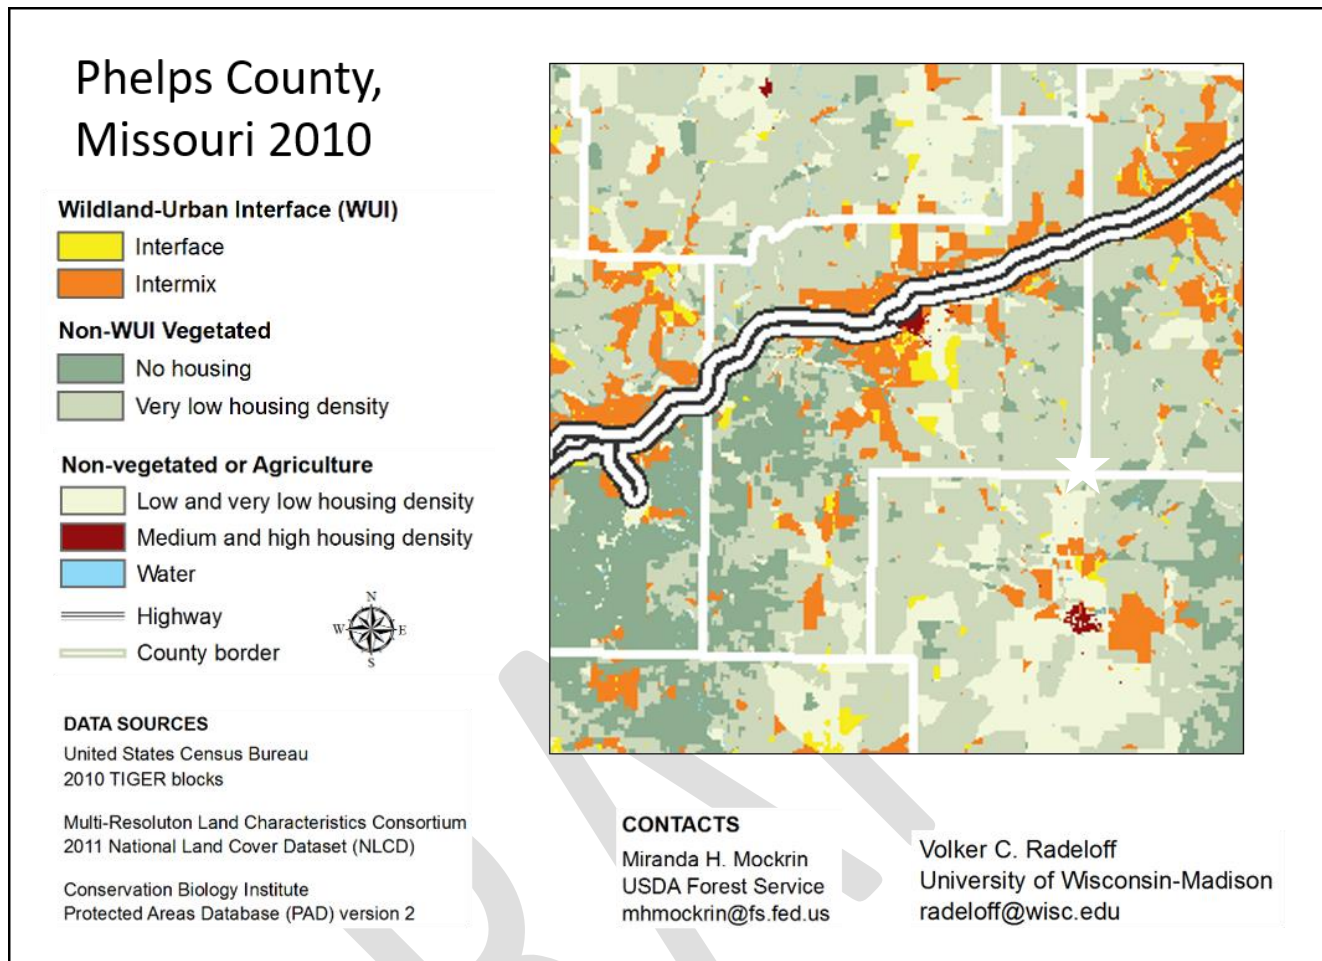 Phelps County,
Missouri 2010
Wildland-Urban Interface (WUI)
Interface
Intermix
Non-WUI Vegetated
No housing
Very low housing density
Non-vegetated or Agriculture
Low and very low housing density
Medium and high housing density
Water
Highway
County border
N
W
E
S
DATA SOURCES
United States Census Bureau
2010 TIGER blocks
Multi-Resoluton Land Characteristics Consortium
2011 National Land Cover Dataset (NLCD)
Conservation Biology Institute
Protected Areas Database (PAD) version 2
CONTACTS
Miranda H. Mockrin
USDA Forest Service
mhmockrin@fs.fed.us
Volker C. Radeloff
University of Wisconsin-Madison
radeloff@wisc.edu